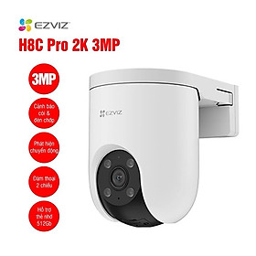 EZVIZ
H8C Pro 2K 3MP
3MP
Cảnh báo
còi &
đèn chớp
Phát hiện
chuyển động
Đàm thoại
2 chiều
Hỗ trợ
thẻ nhớ
512Gb
EZVIZ